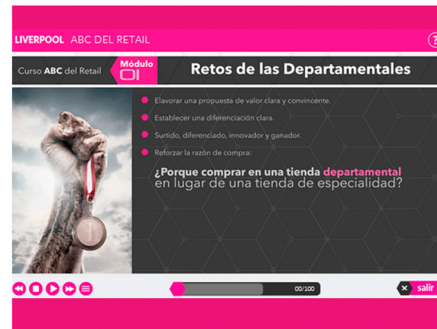 LIVERPOOL ABC DEL RETAIL
?
Curso ABC del Retail
Módulo
01
Retos de las Departamentales
Elavorar una propuesta de valor clara y convincente.
Establecer una diferenciación clara.
Surtido, diferenciado, innovador y ganador.
Reforzar la razón de compra:
¿Porque comprar en una tienda departamental
en lugar de una tienda de especialidad?
00/100
x salir